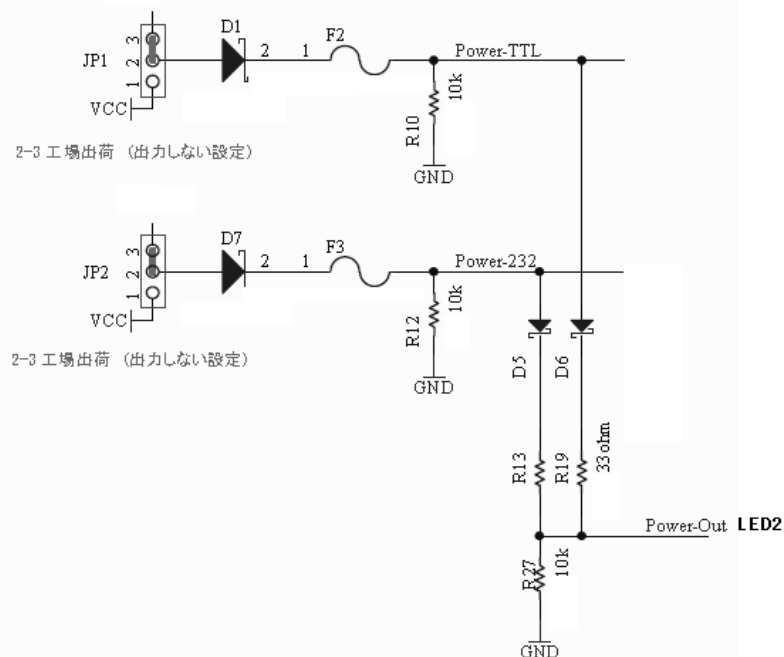 D1
F2
3
2
1
JP1
2
1
Power-TTL
10k
R10
VCC
GND
2-3 工場出荷 (出力しない設定)
D7
F3
3
2
1
JP2
2
1
Power-232
10k
R12
VCC
GND
2-3 工場出荷 (出力しない設定)
D5
D6
R13
R19
33ohm
Power-Out LED2
R27
10k
GND